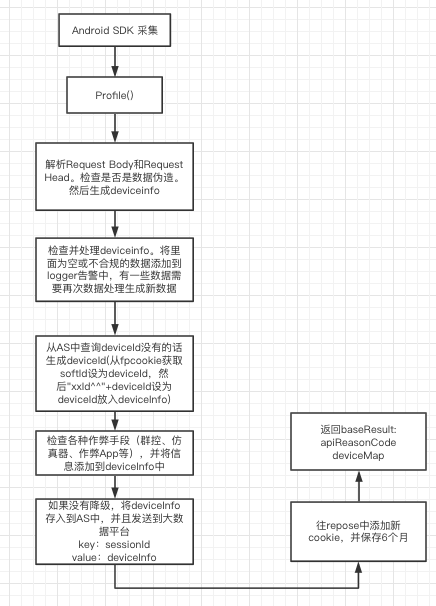 Android SDK 采集
Profile()
解析Request Body和Request
Head。检查是否是数据伪造。
然后生成deviceinfo
检查并处理deviceinfo。将里
面为空或不合规的数据添加到
logger告警中，有一些数据需
要再次数据处理生成新数据
从AS中查询deviceId没有的话
生成deviceId(从fpcookie获取
softId设为deviceId，然
后"xxId^^"+deviceId设为
deviceId放入deviceInfo)
检查各种作弊手段（群控、仿
真器、作弊App等），并将信
息添加到deviceInfo中
如果没有降级，将deviceInfo
存入到AS中，并且发送到大数
据平台
key：sessionId
value：deviceInfo
往repose中添加新
cookie，并保存6个月
返回baseResult:
apiReasonCode
deviceMap